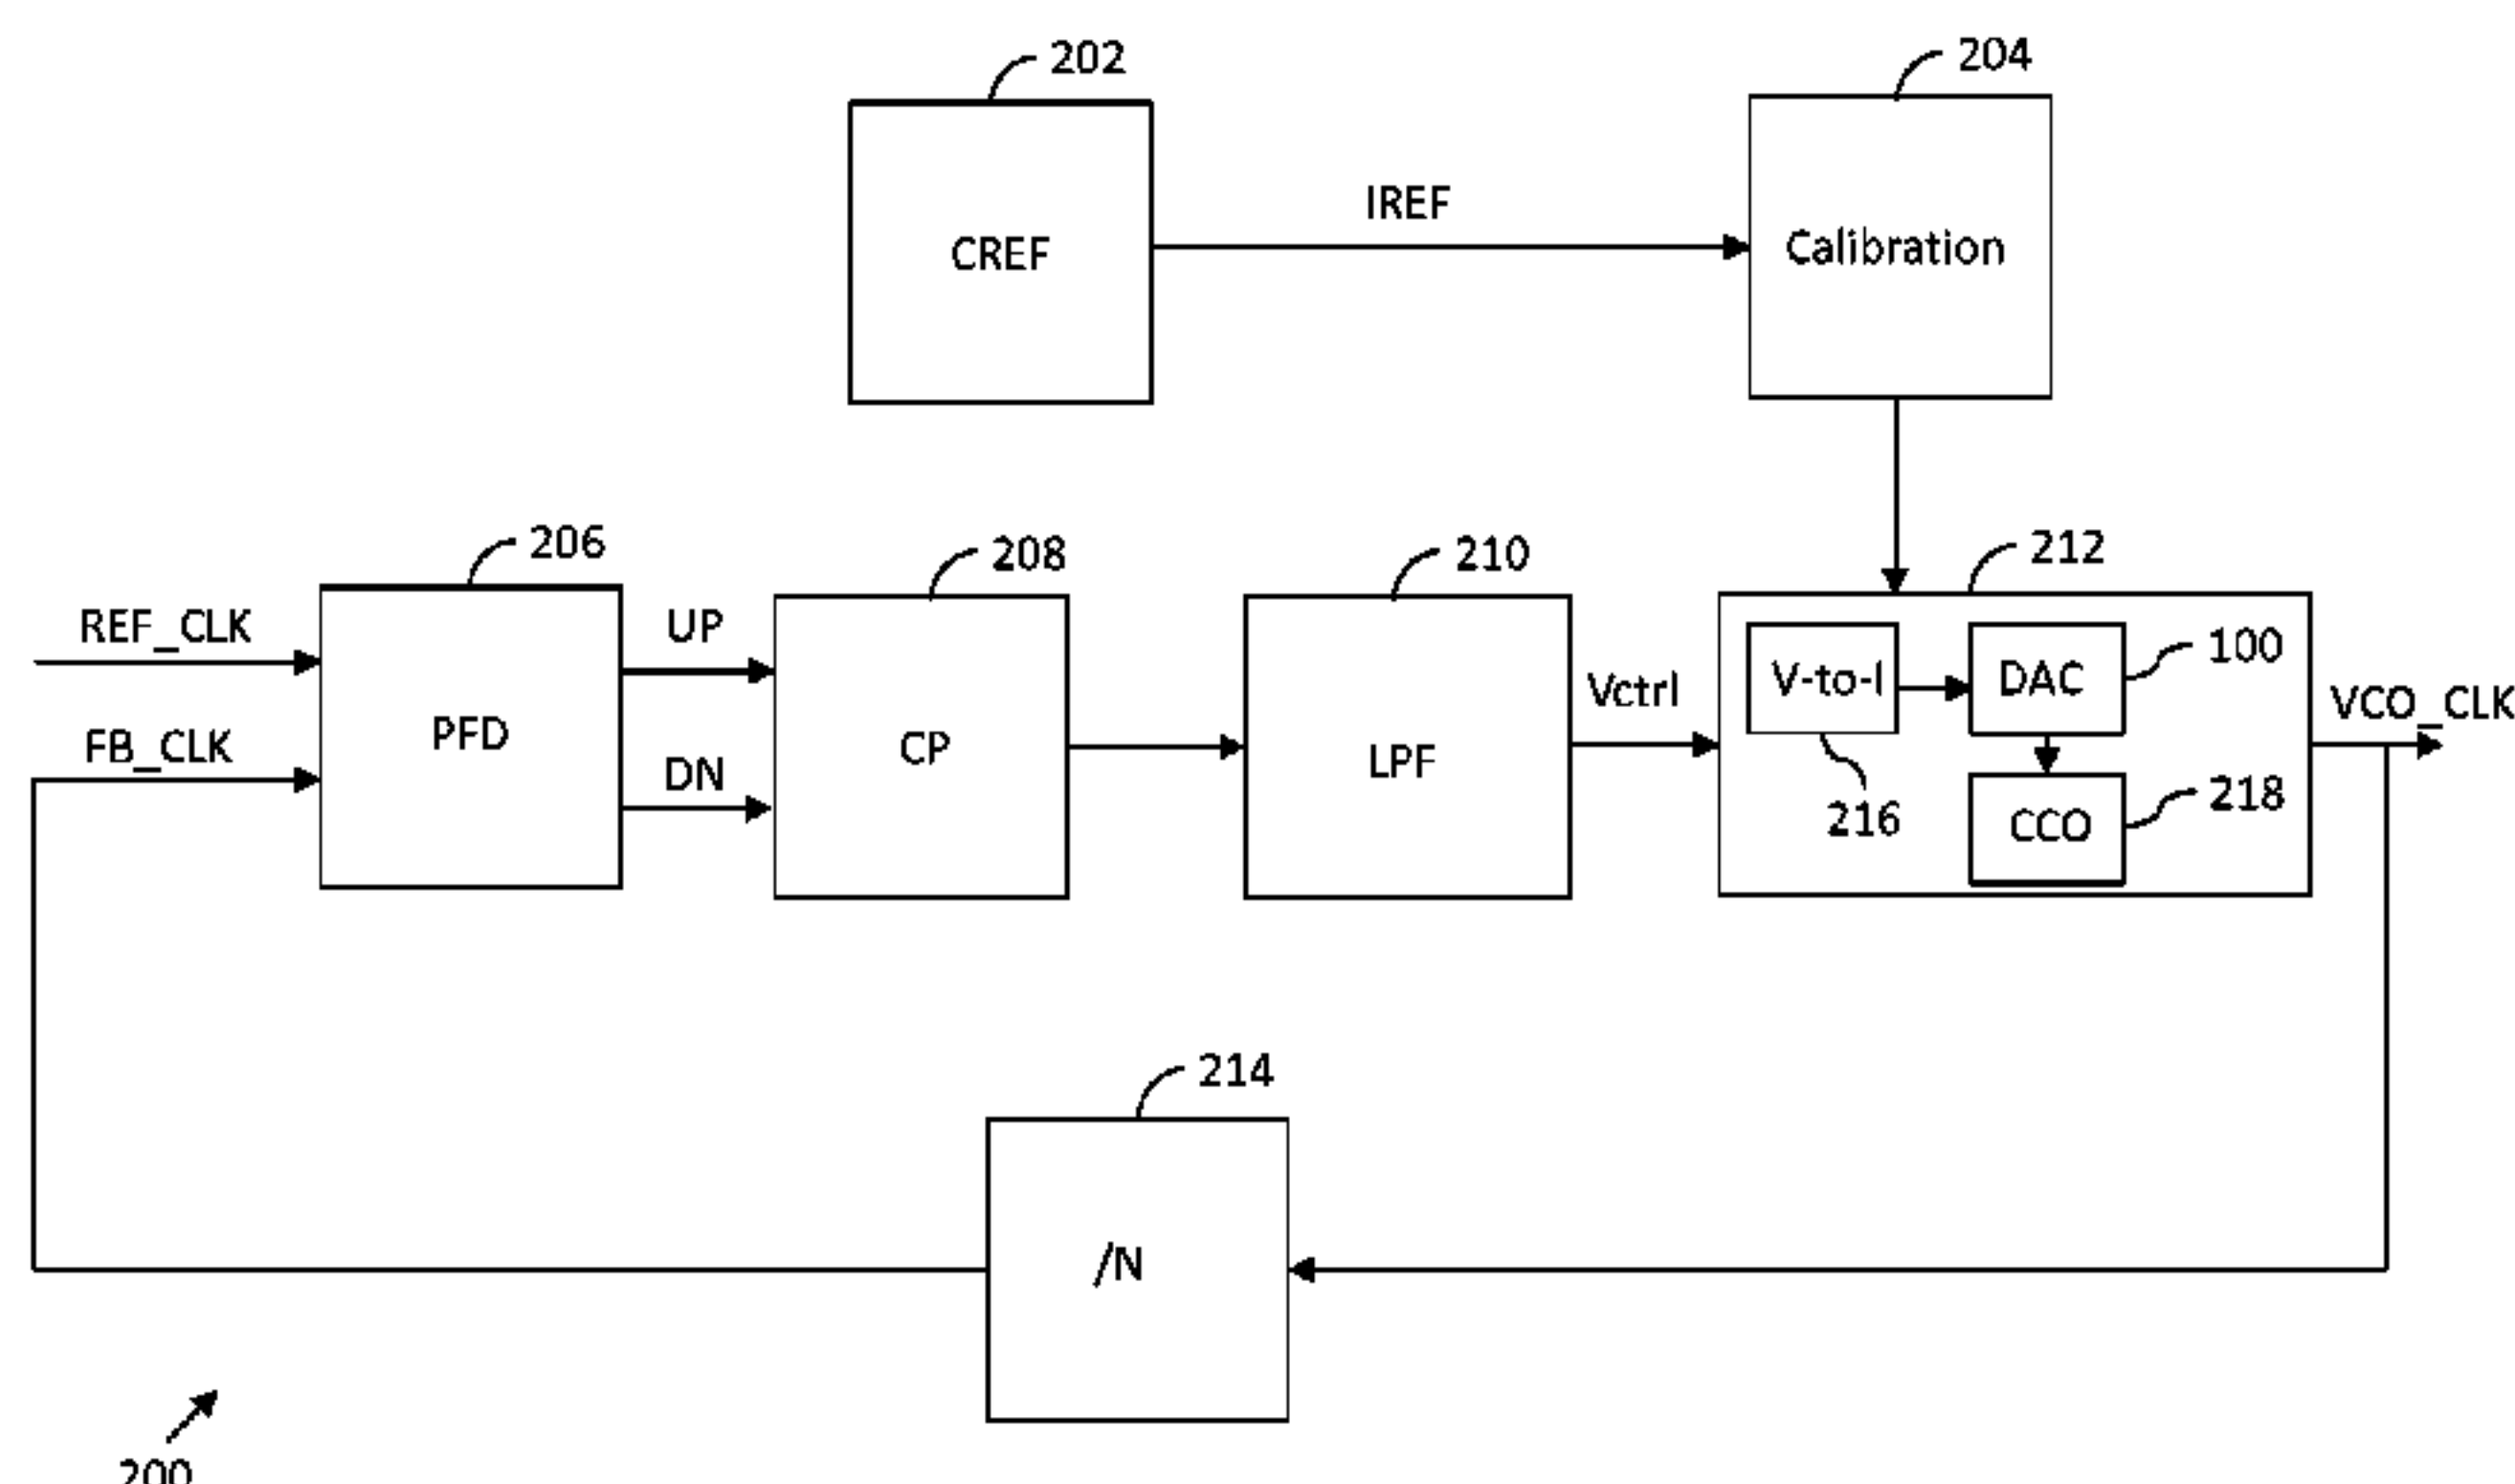 202
204
CREF
IREF
Calibration
206
208
210
212
REF_CLK
FB_CLK
PFD
UP
DN
CP
LPF
Vctrl
V-to-I
DAC
100
216
CCO
218
VCO_CLK
214
/N
200